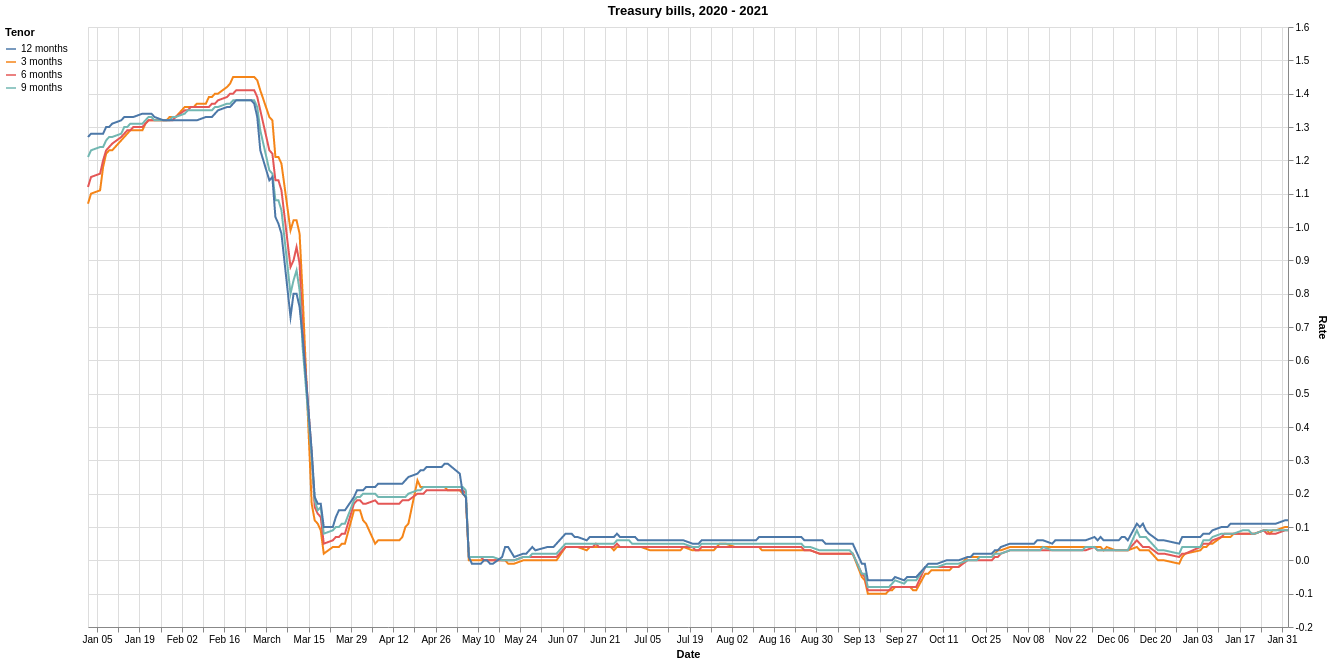 Treasury bills, 2020 - 2021
Tenor
12 months
3 months
6 months
9 months
1.6
1.5
1.4
1.3
1.2
1.1
1.0
0.9
0.8
0.7
0.6
0.5
0.4
0.3
0.2
0.1
0.0
-0.1
-0.2
Rate
Jan 05 Jan 19 Feb 02 Feb 16 March Mar 15 Mar 29 Apr 12 Apr 26 May 10 May 24 Jun 07 Jun 21 Jul 05 Jul 19 Aug 02 Aug 16 Aug 30 Sep 13 Sep 27 Oct 11 Oct 25 Nov 08 Nov 22 Dec 06 Dec 20 Jan 03 Jan 17 Jan 31
Date